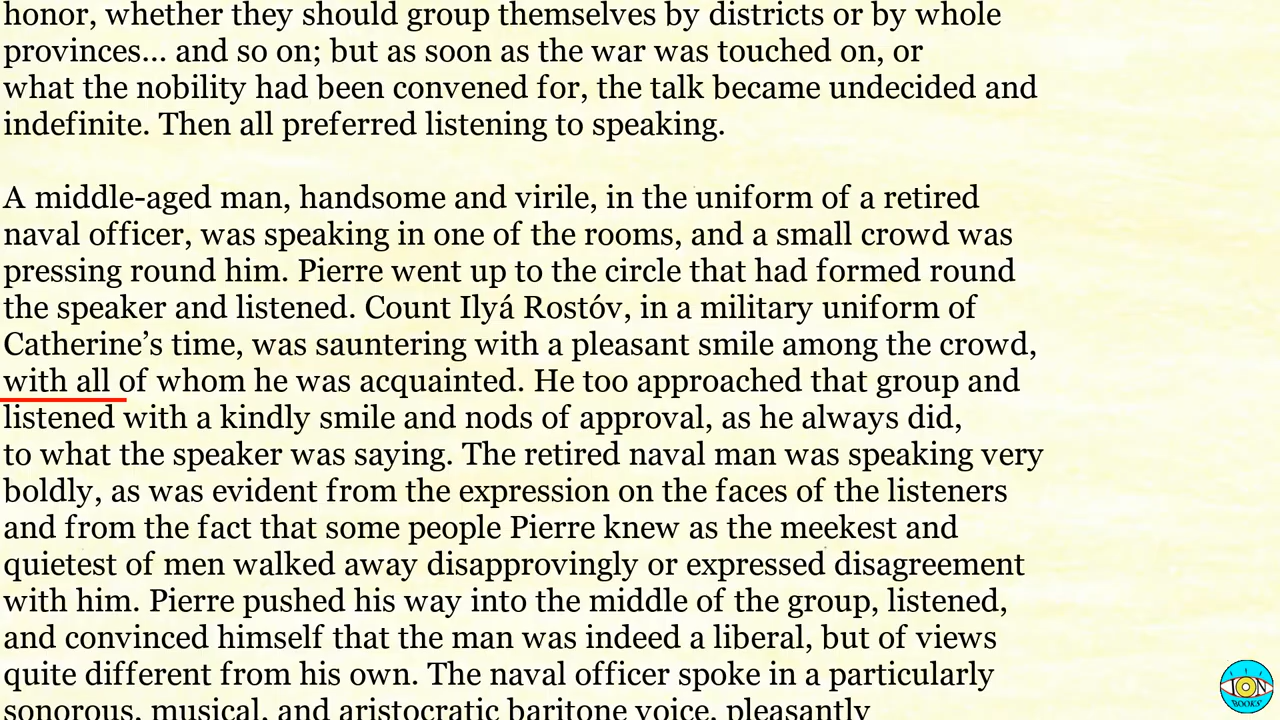 honor, whether they should group themselves by districts or by whole
provinces... and so on; but as soon as the war was touched on, or
what the nobility had been convened for, the talk became undecided and
indefinite. Then all preferred listening to speaking.
A middle-aged man, handsome and virile, in the uniform of a retired
naval officer, was speaking in one of the rooms, and a small crowd was
pressing round him. Pierre went up to the circle that had formed round
the speaker and listened. Count Ilyá Rostóv, in a military uniform of
Catherine’s time, was sauntering with a pleasant smile among the crowd,
with all of whom he was acquainted. He too approached that group and
listened with a kindly smile and nods of approval, as he always did,
to what the speaker was saying. The retired naval man was speaking very
boldly, as was evident from the expression on the faces of the listeners
and from the fact that some people Pierre knew as the meekest and
quietest of men walked away disapprovingly or expressed disagreement
with him. Pierre pushed his way into the middle of the group, listened,
and convinced himself that the man was indeed a liberal, but of views
quite different from his own. The naval officer spoke in a particularly
sonorous, musical, and aristocratic baritone voice, pleasantly
ION
BOOKS